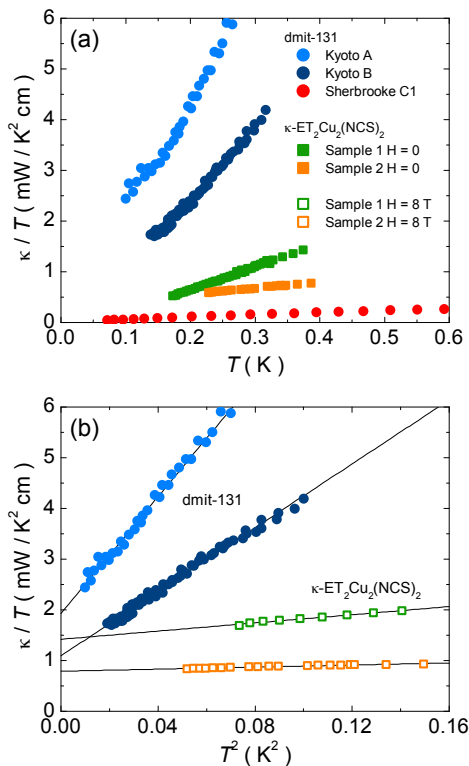 (a)
dmit-131
Kyoto A
Kyoto B
Sherbrooke C1
κ-ET2Cu2(NCS)2
Sample 1 H = 0
Sample 2 H = 0
Sample 1 H = 8 T
Sample 2 H = 8 T
κ / T ( mW / K² cm )
6
5
4
3
2
1
0
0.0 0.1 0.2 0.3 0.4 0.5 0.6
T ( K )
(b)
dmit-131
κ-ET2Cu2(NCS)2
κ / T ( mW / K² cm )
6
5
4
3
2
1
0
0.00 0.04 0.08 0.12 0.16
T² ( K² )